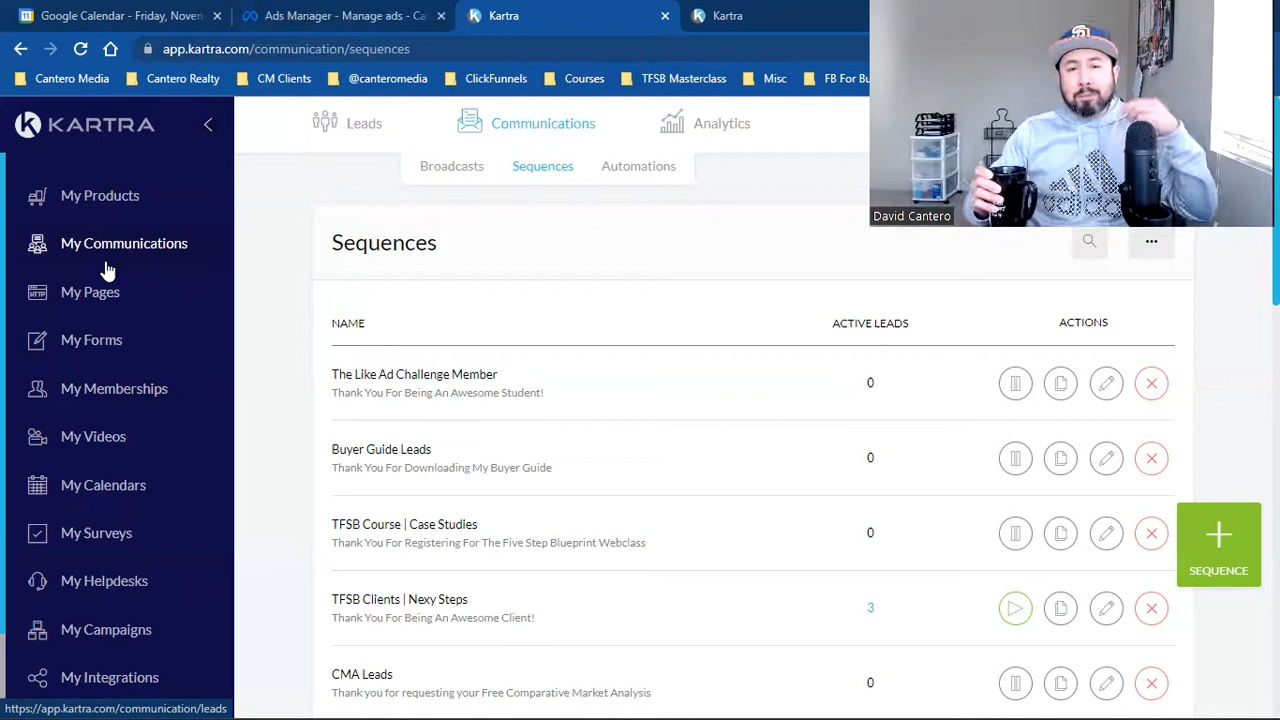 Google Calendar - Friday, Nover
Ads Manager - Manage ads - Ca
Kartra
Kartra
app.kartra.com/communication/sequences
Cantero Media
Cantero Realty
CM Clients
@canteromedia
ClickFunnels
Courses
TFSB Masterclass
Misc
FB For Bu
KARTRA
Leads
Communications
Analytics
Broadcasts
Sequences
Automations
David Cantero
My Products
My Communications
My Pages
My Forms
My Memberships
My Videos
My Calendars
My Surveys
My Helpdesks
My Campaigns
My Integrations
Sequences
NAME
ACTIVE LEADS
ACTIONS
The Like Ad Challenge Member
0
Thank You For Being An Awesome Student!
Buyer Guide Leads
0
Thank You For Downloading My Buyer Guide
TFSB Course | Case Studies
0
Thank You For Registering For The Five Step Blueprint Webclass
TFSB Clients | Nexy Steps
3
Thank You For Being An Awesome Client!
CMA Leads
0
Thank you for requesting your Free Comparative Market Analysis
SEQUENCE
https://app.kartra.com/communication/leads